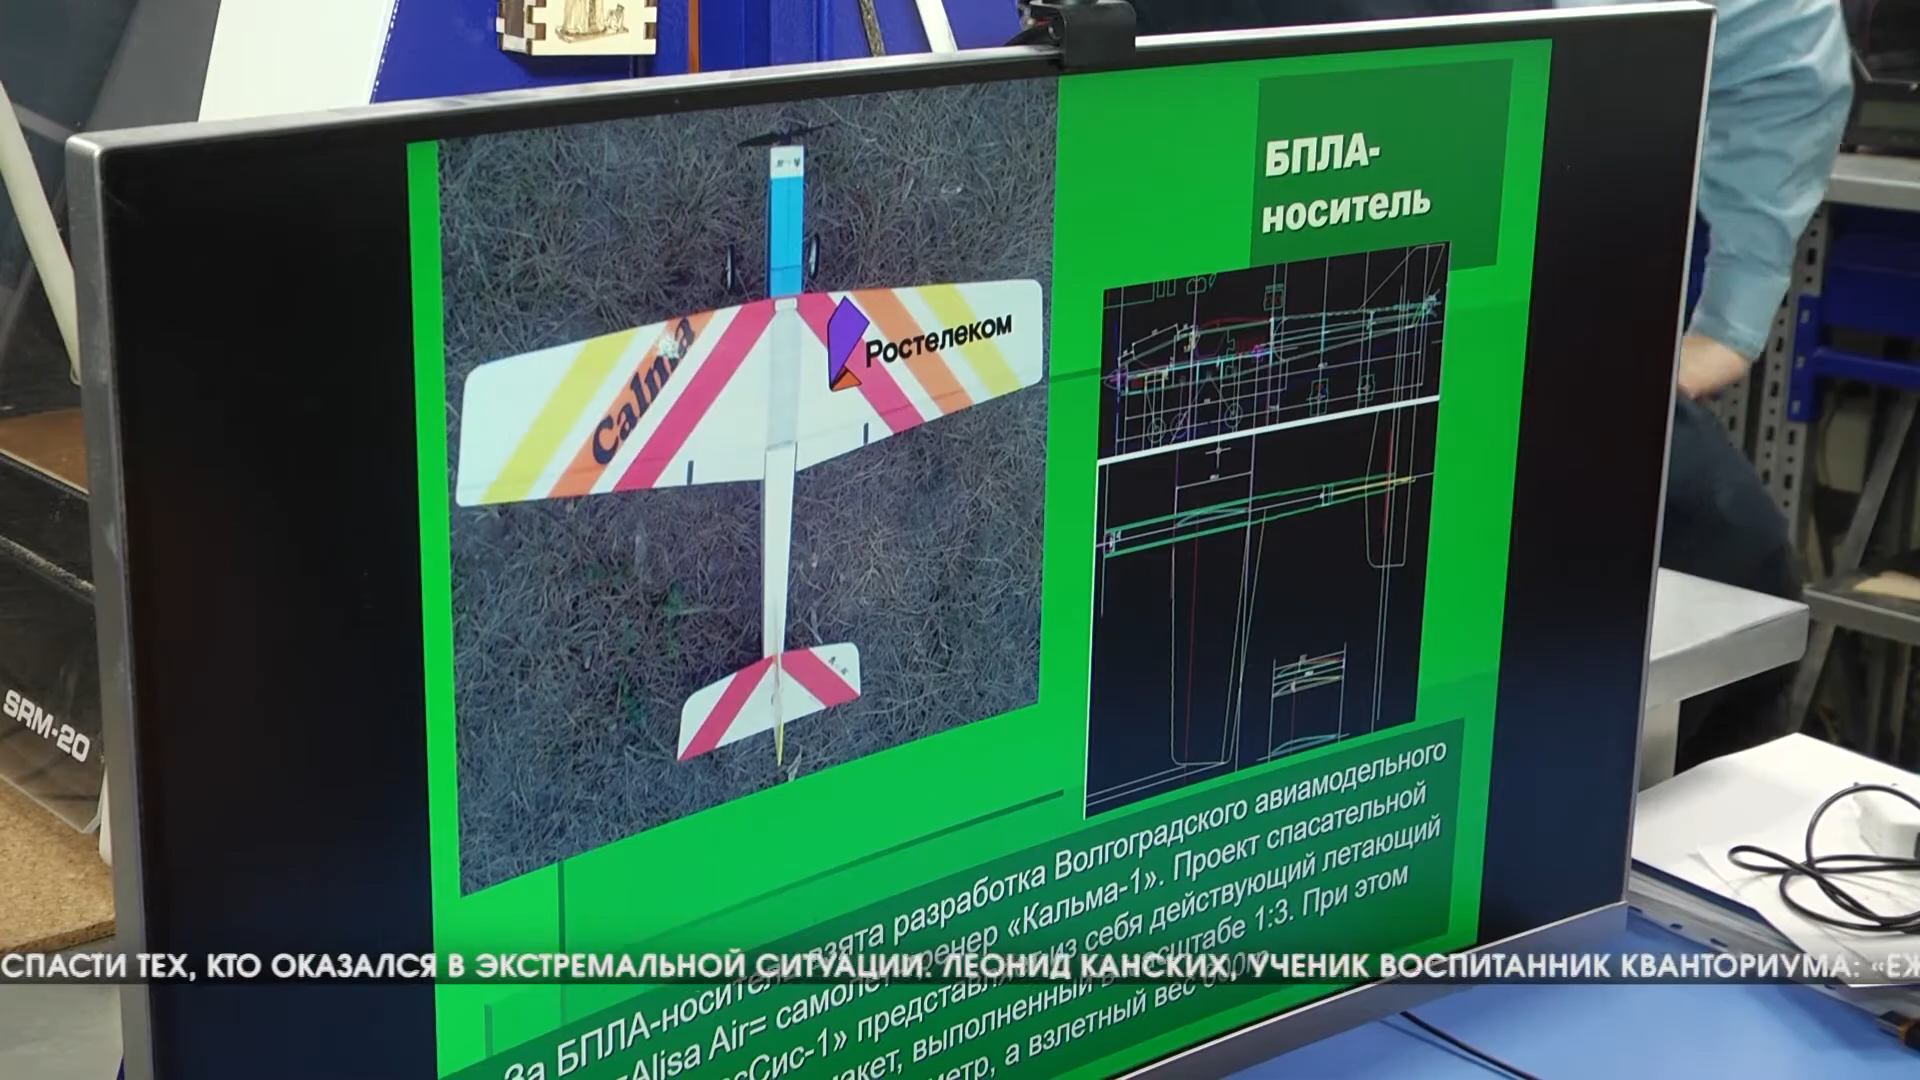 БПЛА-
носитель
Calma
Ростелеком
SRM-20
За БПЛА-носитель взята разработка Волгоградского авиамодельного
Alisa Air= самолет «Кальма-1». Проект спасательной
представляет из себя действующий летающий
макет, выполненный в масштабе 1:3. При этом
а взлетный вес
СПАСТИ ТЕХ, КТО ОКАЗАЛСЯ В ЭКСТРЕМАЛЬНОЙ СИТУАЦИИ. ЛЕОНИД КАНСКИХ, УЧЕНИК ВОСПИТАННИК КВАНТОРИУМА: «ЕЖ